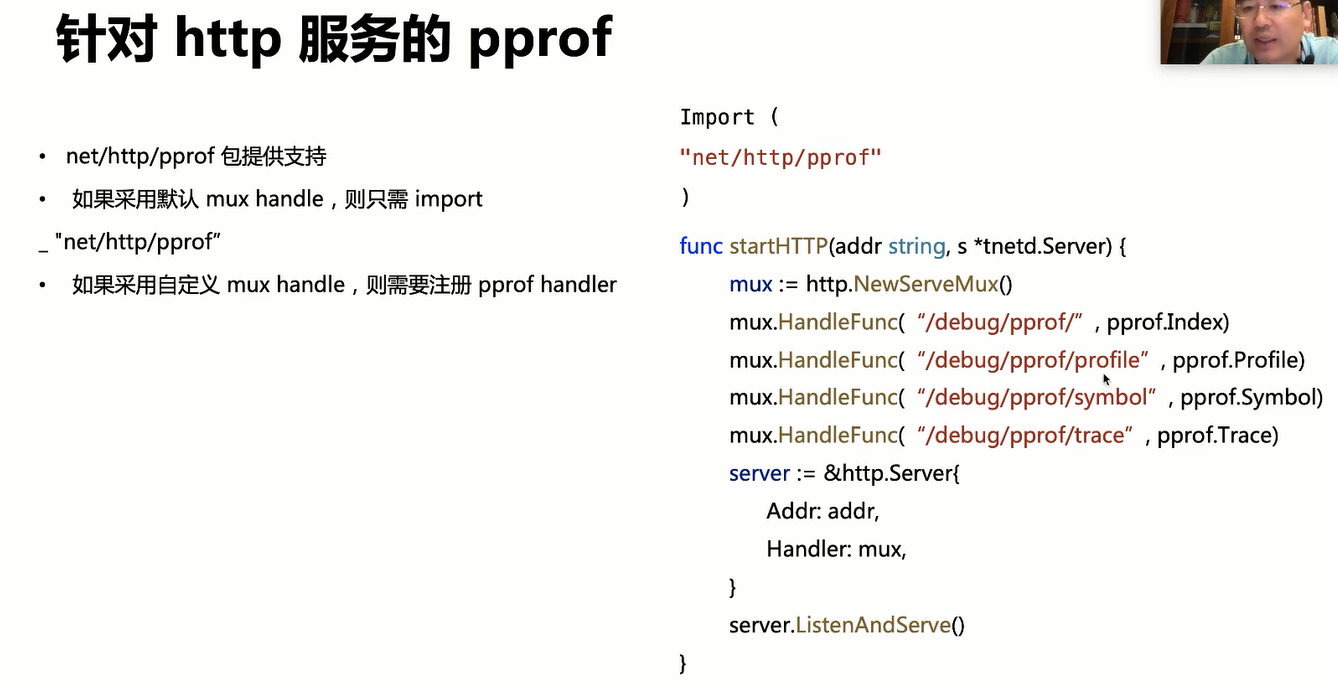 针对 http 服务的 pprof
• net/http/pprof 包提供支持
• 如果采用默认 mux handle，则只需 import
_ "net/http/pprof”
• 如果采用自定义 mux handle，则需要注册 pprof handler
Import (
"net/http/pprof"
)
func startHTTP(addr string, s *tnetd.Server) {
mux := http.NewServeMux()
mux.HandleFunc( “/debug/pprof/” , pprof.Index)
mux.HandleFunc( “/debug/pprof/profile” , pprof.Profile)
mux.HandleFunc( “/debug/pprof/symbol” , pprof.Symbol)
mux.HandleFunc( “/debug/pprof/trace” , pprof.Trace)
server := &http.Server{
Addr: addr,
Handler: mux,
}
server.ListenAndServe()
}